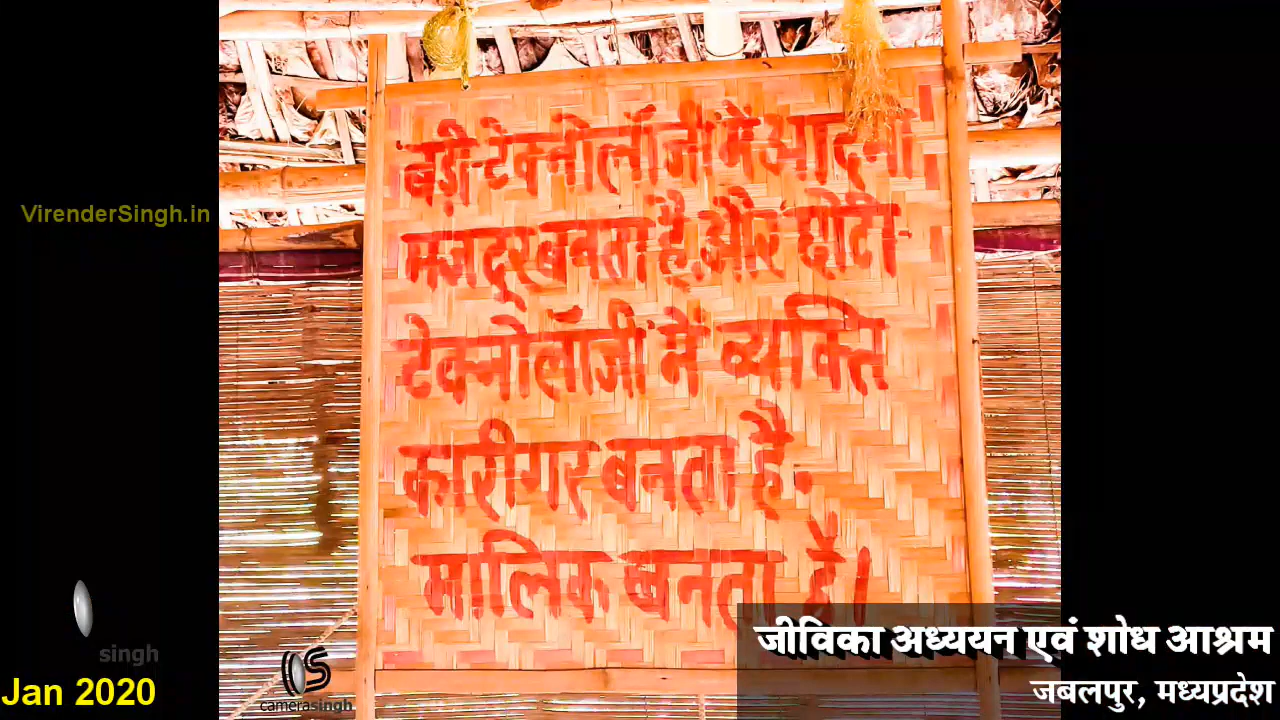 "बड़ी-टेक्नोलॉजी में आदमी
मजदूर बनता है, और छोटी-
टेक्नोलॉजी में व्यक्ति
कारीगर बनता है.
मालिक बनता है।
VirenderSingh.in
singh
Jan 2020
CS
camerasingh
जीविका अध्ययन एवं शोध आश्रम
जबलपुर, मध्यप्रदेश